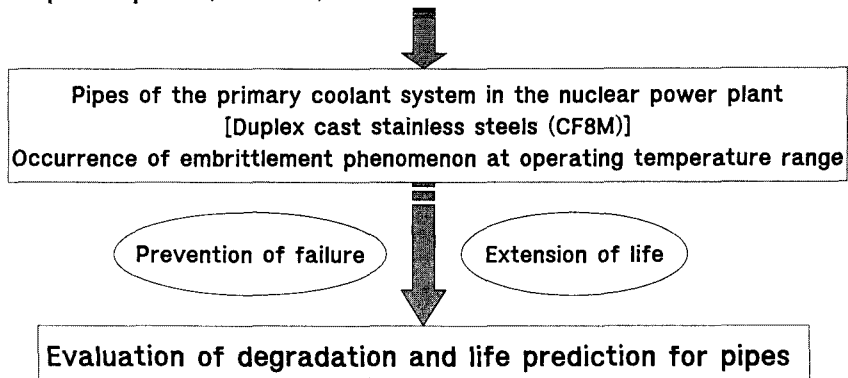 Pipes of the primary coolant system in the nuclear power plant
[Duplex cast stainless steels (CF8M)]
Occurrence of embrittlement phenomenon at operating temperature range
Prevention of failure
Extension of life
Evaluation of degradation and life prediction for pipes